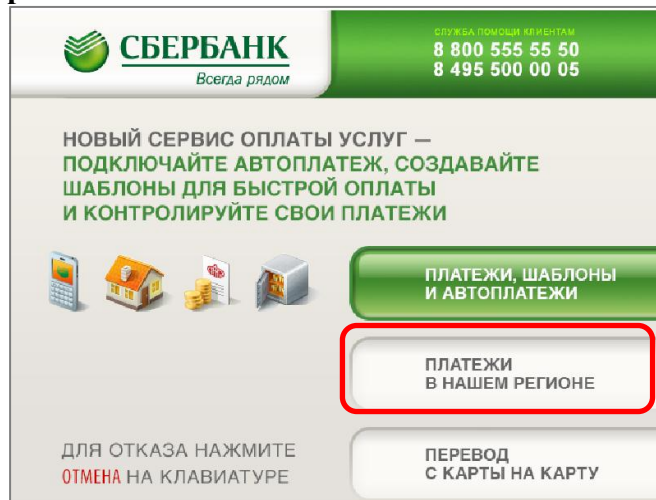 СБЕРБАНК
Всегда рядом
СЛУЖБА ПОМОЩИ КЛИЕНТАМ
8 800 555 55 50
8 495 500 00 05
НОВЫЙ СЕРВИС ОПЛАТЫ УСЛУГ —
ПОДКЛЮЧАЙТЕ АВТОПЛАТЕЖ, СОЗДАВАЙТЕ
ШАБЛОНЫ ДЛЯ БЫСТРОЙ ОПЛАТЫ
И КОНТРОЛИРУЙТЕ СВОИ ПЛАТЕЖИ
ПЛАТЕЖИ, ШАБЛОНЫ
И АВТОПЛАТЕЖИ
ПЛАТЕЖИ
В НАШЕМ РЕГИОНЕ
ДЛЯ ОТКАЗА НАЖМИТЕ
ОТМЕНА НА КЛАВИАТУРЕ
ПЕРЕВОД
С КАРТЫ НА КАРТУ